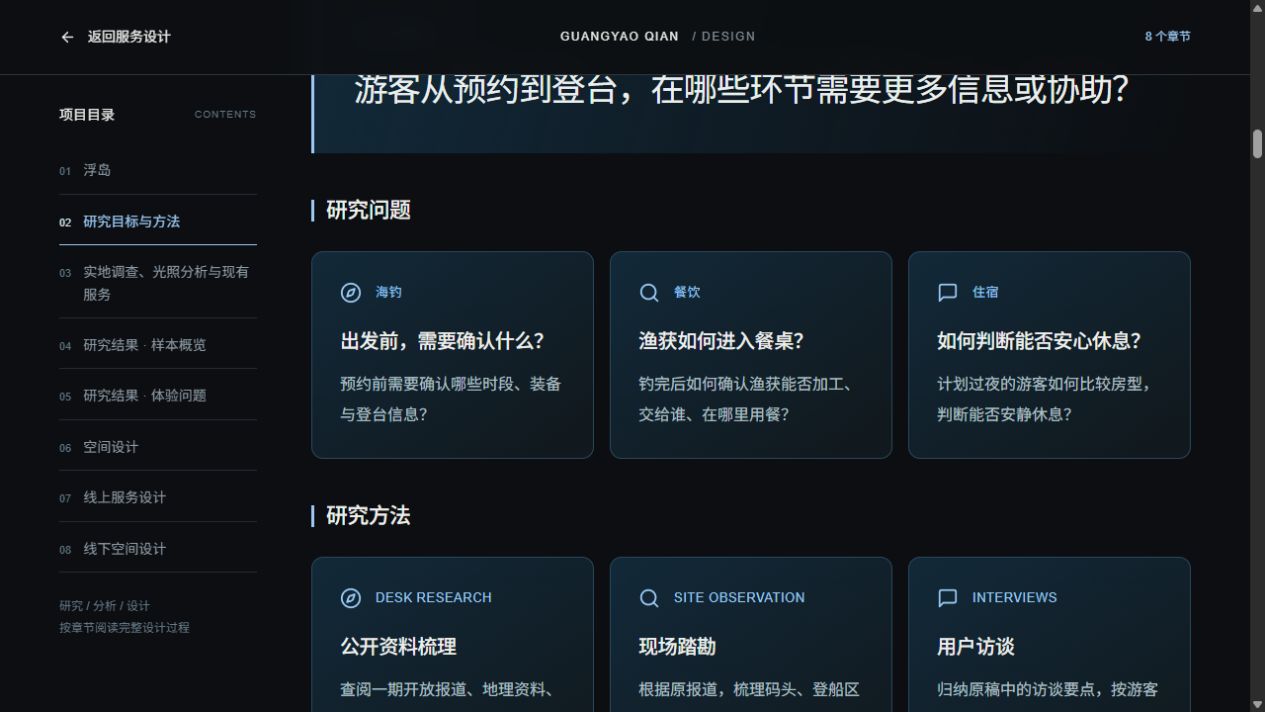 返回服务设计
GUANGYAO QIAN / DESIGN
8 个章节
项目目录
CONTENTS
01 浮岛
02 研究目标与方法
03 实地调查、光照分析与现有
服务
04 研究结果 · 样本概览
05 研究结果 · 体验问题
06 空间设计
07 线上服务设计
08 线下空间设计
研究 / 分析 / 设计
按章节阅读完整设计过程
游客从预约到登台，在哪些环节需要更多信息或协助？
研究问题
海钓
出发前，需要确认什么？
预约前需要确认哪些时段、装备
与登台信息？
餐饮
渔获如何进入餐桌？
钓完后如何确认渔获能否加工、
交给谁、在哪里用餐？
住宿
如何判断能否安心休息？
计划过夜的游客如何比较房型，
判断能否安静休息？
研究方法
DESK RESEARCH
公开资料梳理
查阅一期开放报道、地理资料、
SITE OBSERVATION
现场踏勘
根据原报道，梳理码头、登船区
INTERVIEWS
用户访谈
归纳原稿中的访谈要点，按游客